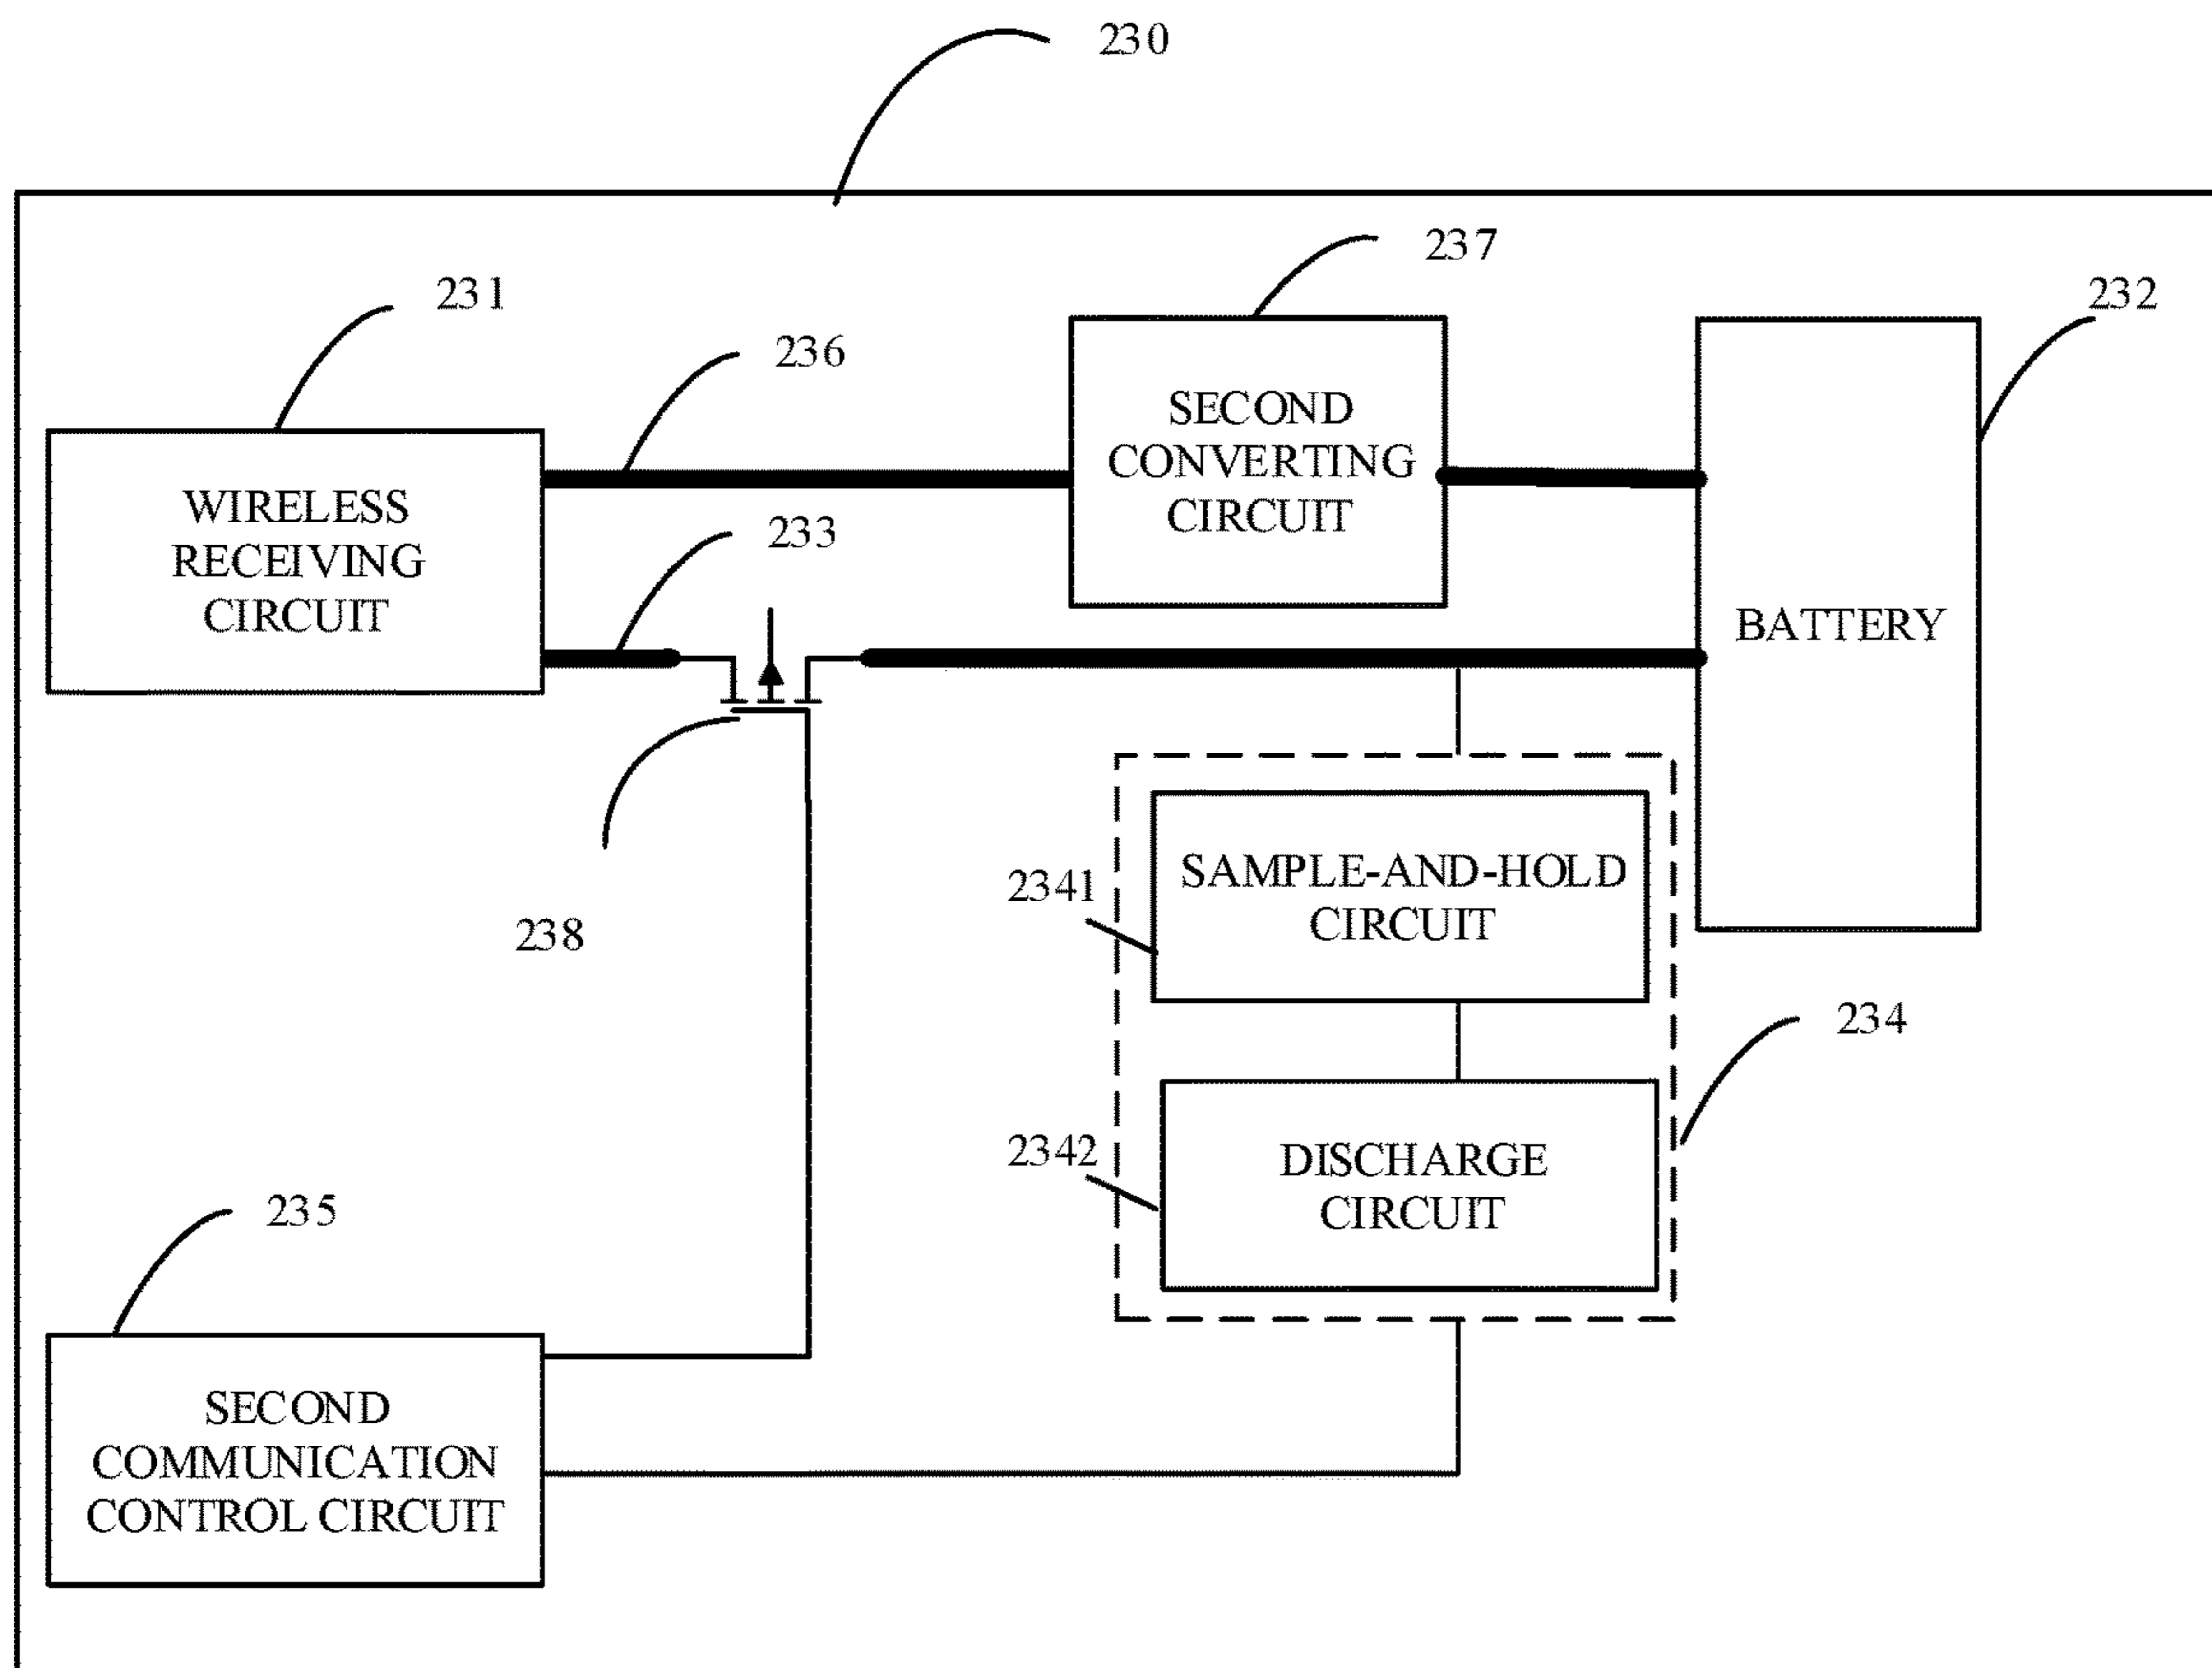 230
237
231
232
236
SECOND
CONVERTING
CIRCUIT
WIRELESS
RECEIVING
CIRCUIT
233
BATTERY
SAMPLE-AND-HOLD
CIRCUIT
2341
238
234
DISCHARGE
CIRCUIT
2342
235
SECOND
COMMUNICATION
CONTROL CIRCUIT